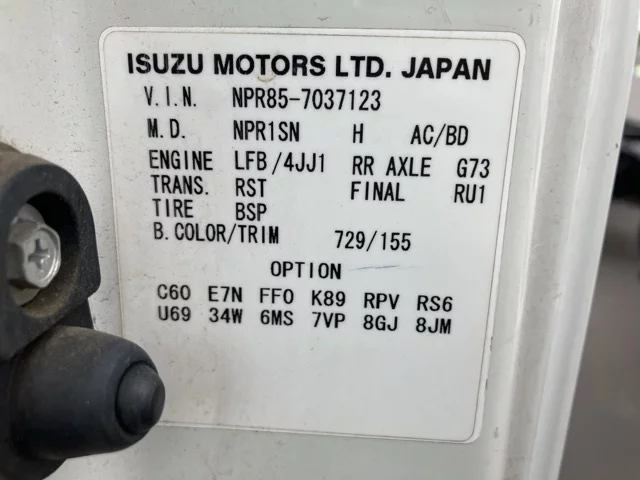 ISUZU MOTORS LTD. JAPAN
V.I.N. NPR85-7037123
M.D. NPR1SN H AC/BD
ENGINE LFB/4JJ1 RR AXLE G73
TRANS. RST FINAL RU1
TIRE BSP
B.COLOR/TRIM 729/155
OPTION
C60 E7N FF0 K89 RPV RS6
U69 34W 6MS 7VP 8GJ 8JM